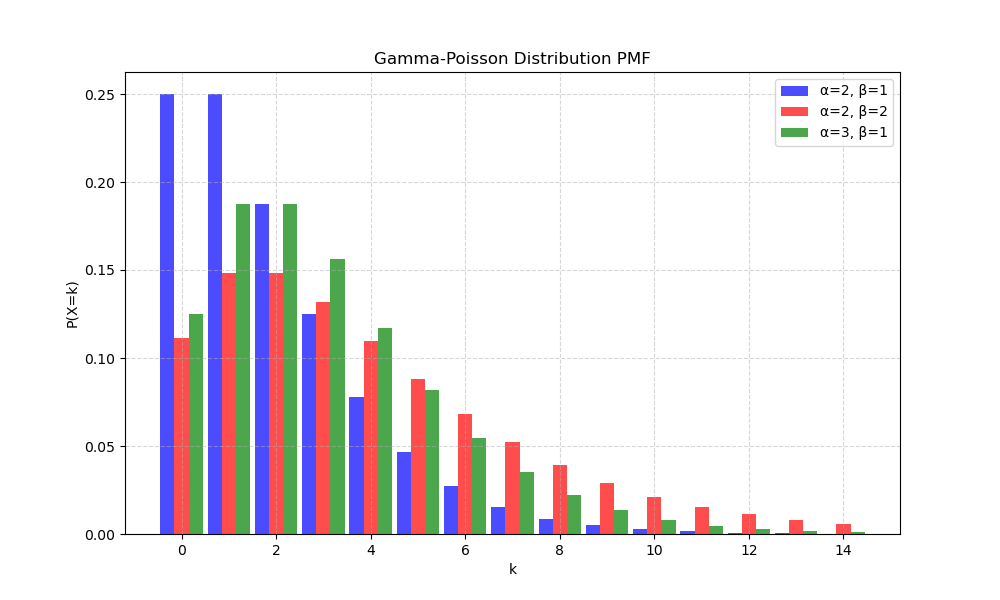 Gamma-Poisson Distribution PMF
α=2, β=1
α=2, β=2
α=3, β=1
0.25
0.20
0.15
0.10
0.05
0.00
P(X=k)
0 2 4 6 8 10 12 14
k